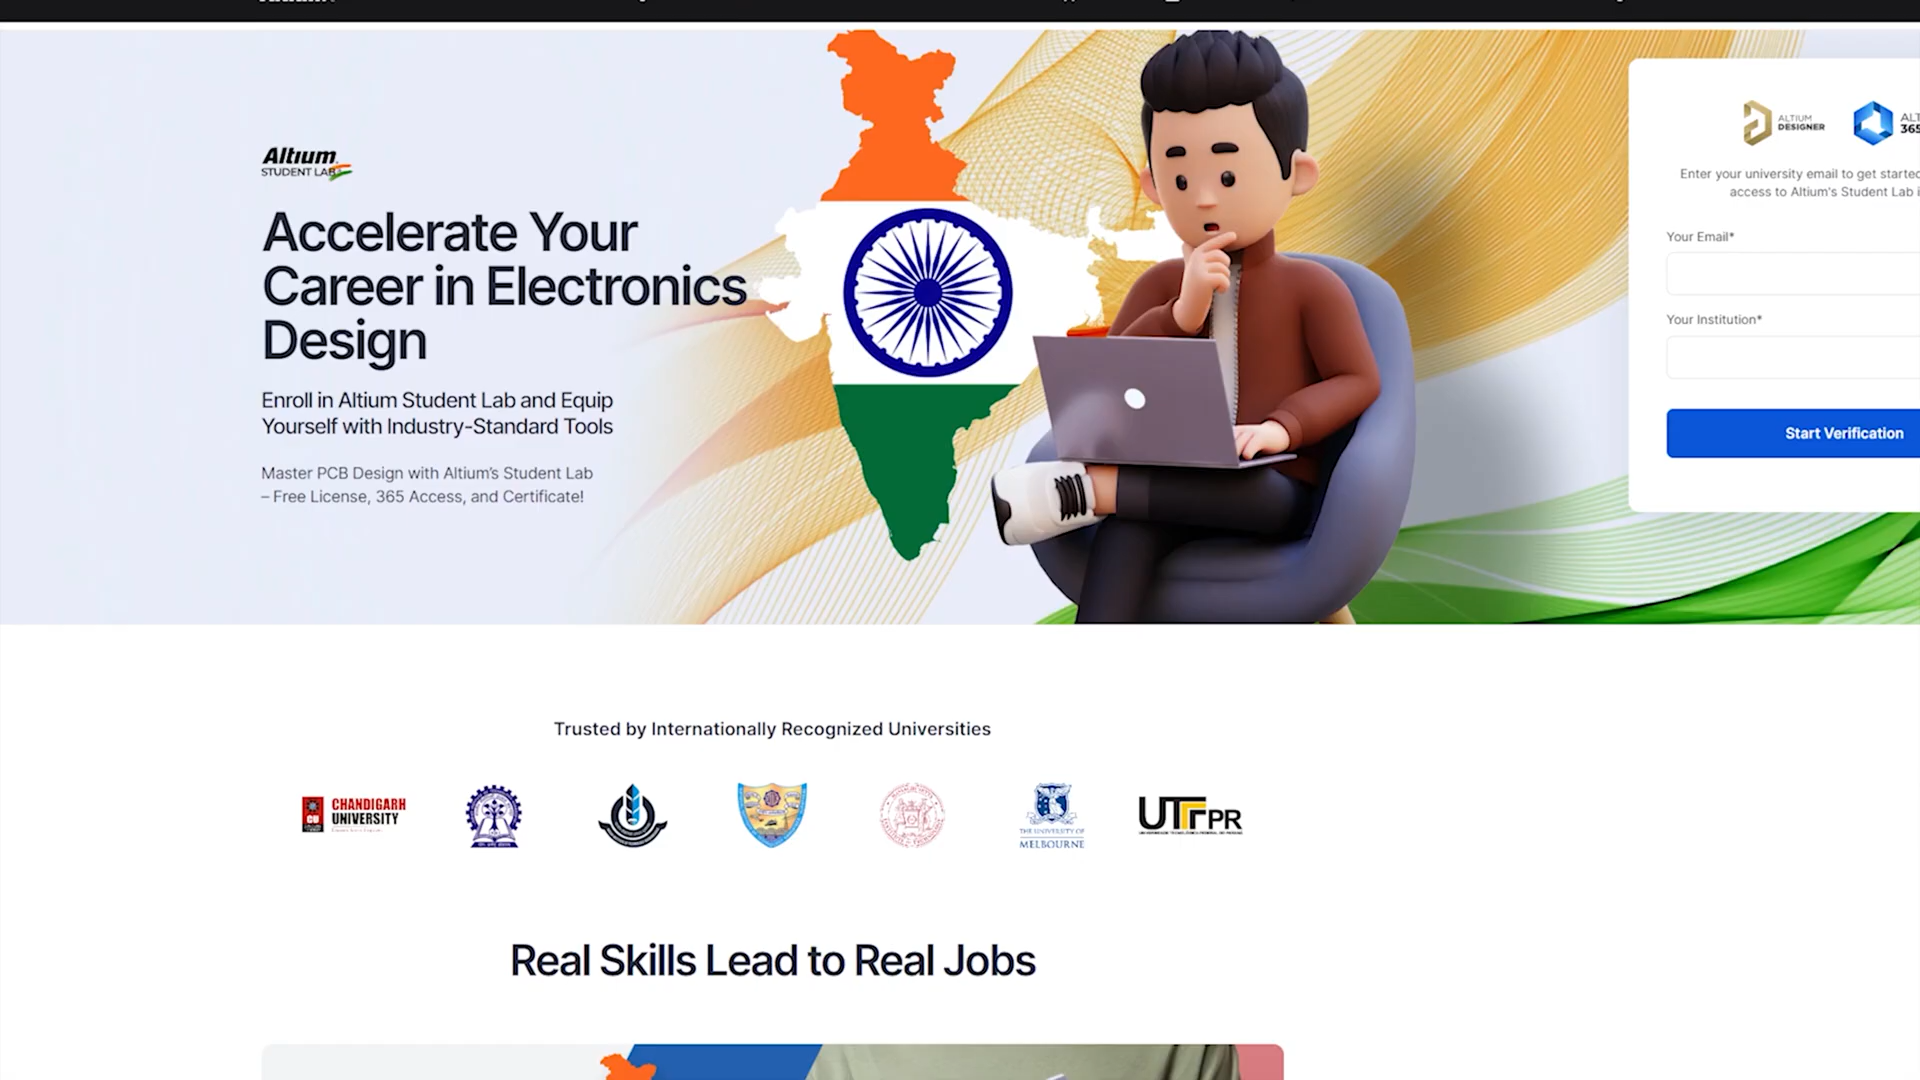 Altıum
STUDENT LAB
Accelerate Your
Career in Electronics
Design
Enroll in Altium Student Lab and Equip
Yourself with Industry-Standard Tools
Master PCB Design with Altium's Student Lab
– Free License, 365 Access, and Certificate!
ALTIUM
DESIGNER
365
Enter your university email to get started
access to Altium's Student Lab
Your Email*
Your Institution*
Start Verification
Trusted by Internationally Recognized Universities
CU
CHANDIGARH
UNIVERSITY
THE UNIVERSITY OF
MELBOURNE
UTFPR
Real Skills Lead to Real Jobs